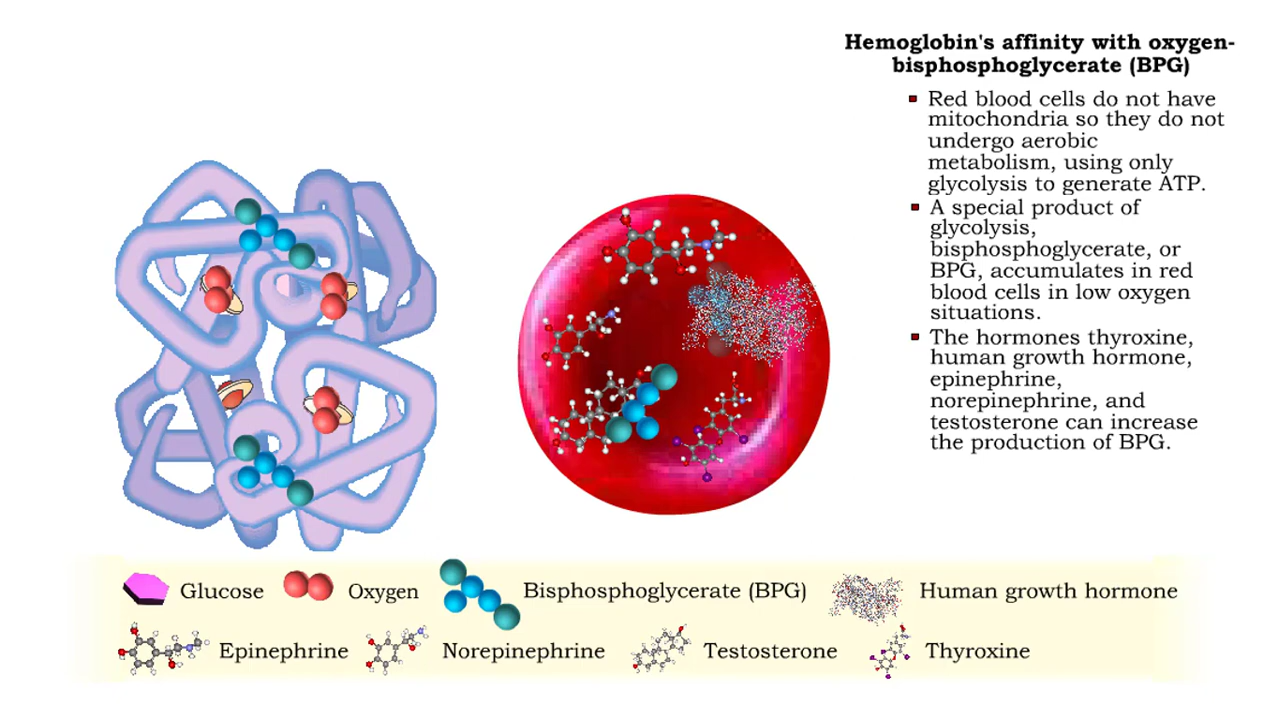 Hemoglobin's affinity with oxygen-
bisphosphoglycerate (BPG)
Red blood cells do not have
mitochondria so they do not
undergo aerobic
metabolism, using only
glycolysis to generate ATP.
A special product of
glycolysis,
bisphosphoglycerate, or
BPG, accumulates in red
blood cells in low oxygen
situations.
The hormones thyroxine,
human growth hormone,
epinephrine,
norepinephrine, and
testosterone can increase
the production of BPG.
Glucose
Oxygen
Bisphosphoglycerate (BPG)
Human growth hormone
Epinephrine
Norepinephrine
Testosterone
Thyroxine